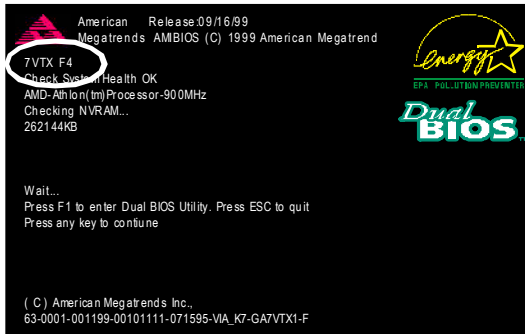 American Release:09/16/99
Megatrends AMIBIOS (C) 1999 American Megatrend
7VTX F4
Check System Health OK
AMD-Athlon(tm)Processor-900MHz
Checking NVRAM...
262144KB
energy
EPA POLLUTION PREVENTER
Dual
BIOS
TM
Wait...
Press F1 to enter Dual BIOS Utility. Press ESC to quit
Press any key to contiune
( C ) American Megatrends Inc.,
63-0001-001199-00101111-071595-VIA_K7-GA7VTX1-F